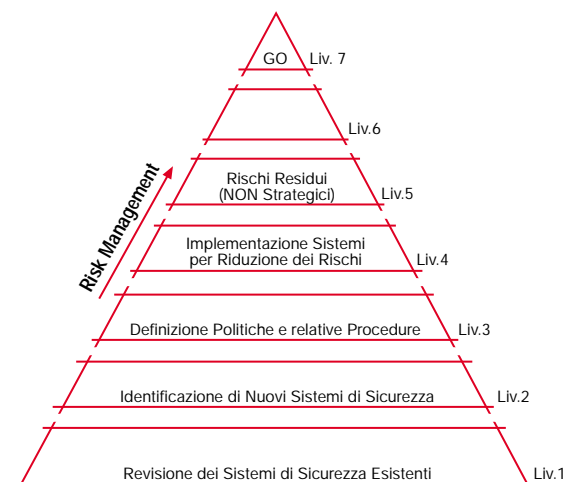 GO Liv. 7
Liv.6
Risk Management
Rischi Residui
(NON Strategici)
Liv.5
Implementazione Sistemi
per Riduzione dei Rischi
Liv.4
Definizione Politiche e relative Procedure Liv.3
Identificazione di Nuovi Sistemi di Sicurezza Liv.2
Revisione dei Sistemi di Sicurezza Esistenti Liv.1